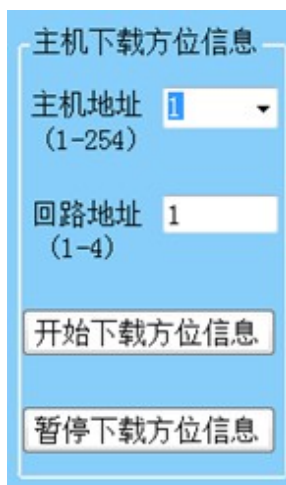 主机下载方位信息
主机地址 1
(1-254)
回路地址 1
(1-4)
开始下载方位信息
暂停下载方位信息